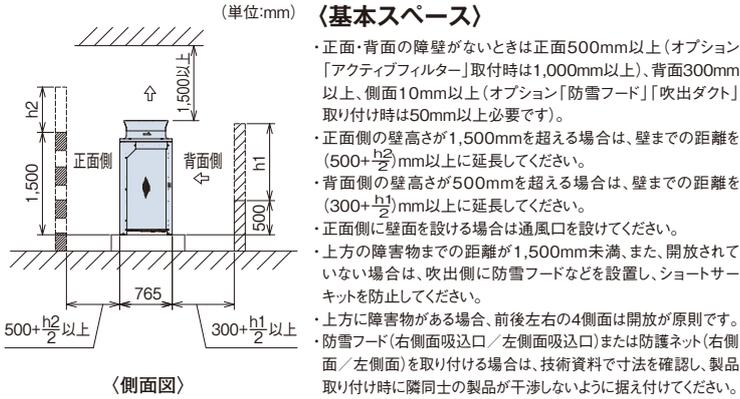 （単位:mm）
1,500以上
h2
1,500
正面側
背面側
h1
500
765
500+h2/2以上
300+h1/2以上
〈側面図〉
〈基本スペース〉
・正面・背面の障壁がないときは正面500mm以上（オプション
「アクティブフィルター」取付時は1,000mm以上）、背面300mm
以上、側面10mm以上（オプション「防雪フード」「吹出ダクト」
取り付け時は50mm以上必要です）。
・正面側の壁高さが1,500mmを超える場合は、壁までの距離を
（500+h2/2）mm以上に延長してください。
・背面側の壁高さが500mmを超える場合は、壁までの距離を
（300+h1/2）mm以上に延長してください。
・正面側に壁面を設ける場合は通風口を設けてください。
・上方の障害物までの距離が1,500mm未満、また、開放されて
いない場合は、吹出側に防雪フードなどを設置し、ショートサー
キットを防止してください。
・上方に障害物がある場合、前後左右の4側面は開放が原則です。
・防雪フード（右側面吸込口／左側面吸込口）または防護ネット（右側
面／左側面）を取り付ける場合は、技術資料で寸法を確認し、製品
取り付け時に隣同士の製品が干渉しないように据え付けてください。